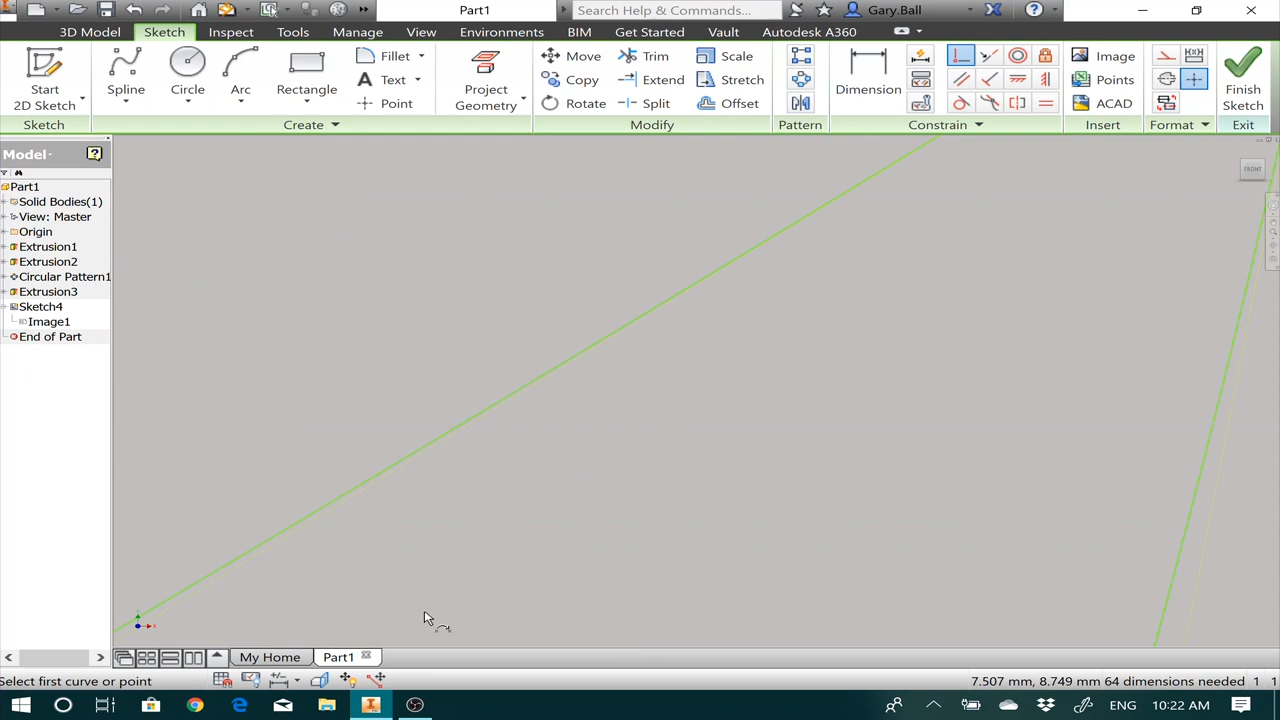 Part1
Search Help & Commands...
Gary.Ball
3D Model Sketch Inspect Tools Manage View Environments BIM Get Started Vault Autodesk A360
Start
2D Sketch
Spline
Circle
Arc
Rectangle
Fillet
Text
Point
Project
Geometry
Move
Copy
Rotate
Trim
Extend
Split
Scale
Stretch
Offset
Dimension
Image
Points
ACAD
Finish
Sketch
Sketch
Create
Modify
Pattern
Constrain
Insert
Format
Exit
Model
Part1
Solid Bodies(1)
View: Master
Origin
Extrusion1
Extrusion2
Circular Pattern1
Extrusion3
Sketch4
Image1
End of Part
FRONT
My Home
Part1
Select first curve or point
7.507 mm, 8.749 mm 64 dimensions needed 1 1
ENG 10:22 AM